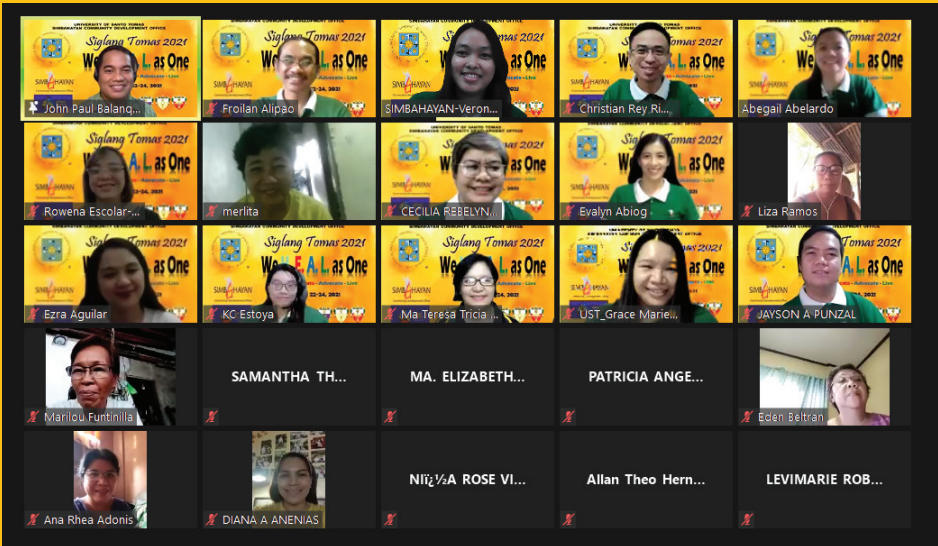 UNIVERSITY OF SANTO TOMAS
SIMBAHAYAN COMMUNITY DEVELOPMENT OFFICE
Siglang Tomas 2021
We H.E.A.L. as One
SIMBAHAYAN
John Paul Balang...
Froilan Alipao
SIMBAHAYAN-Veron...
Christian Rey Ri...
Abegail Abelardo
Rowena Escolar-...
merlita
CECILIA REBELYN...
Evalyn Abiog
Liza Ramos
Ezra Aguilar
KC Estoya
Ma Teresa Tricia ...
UST_Grace Marie...
JAYSON A PUNZAL
Marilou Funtinilla
SAMANTHA TH...
MA. ELIZABETH...
PATRICIA ANGE...
Eden Beltran
Ana Rhea Adonis
DIANA A ANENIAS
NIï¿½A ROSE VI...
Allan Theo Hern...
LEVIMARIE ROB...